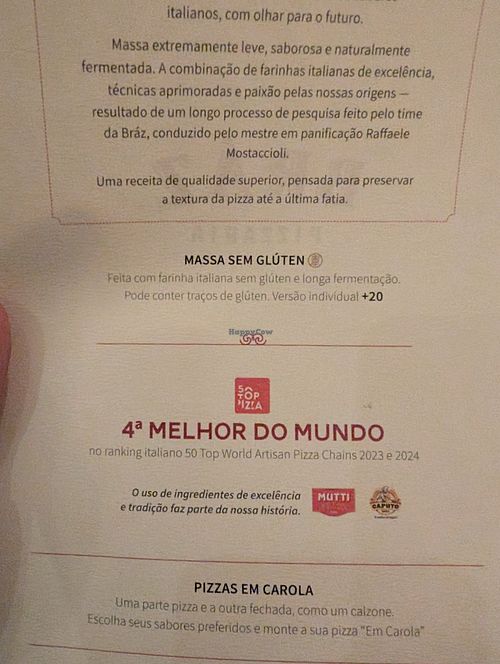 italianos, com olhar para o futuro.
Massa extremamente leve, saborosa e naturalmente
fermentada. A combinação de farinhas italianas de excelência,
técnicas aprimoradas e paixão pelas nossas origens —
resultado de um longo processo de pesquisa feito pelo time
da Bráz, conduzido pelo mestre em panificação Raffaele
Mostaccioli.
Uma receita de qualidade superior, pensada para preservar
a textura da pizza até a última fatia.
MASSA SEM GLÚTEN
Feita com farinha italiana sem glúten e longa fermentação.
Pode conter traços de glúten. Versão individual +20
HappyCow
50
TOP
PIZZA
4ª MELHOR DO MUNDO
no ranking italiano 50 Top World Artisan Pizza Chains 2023 e 2024
O uso de ingredientes de excelência
e tradição faz parte da nossa história.
MUTTI
CAPUTO
PIZZAS EM CAROLA
Uma parte pizza e a outra fechada, como um calzone.
Escolha seus sabores preferidos e monte a sua pizza "Em Carola"